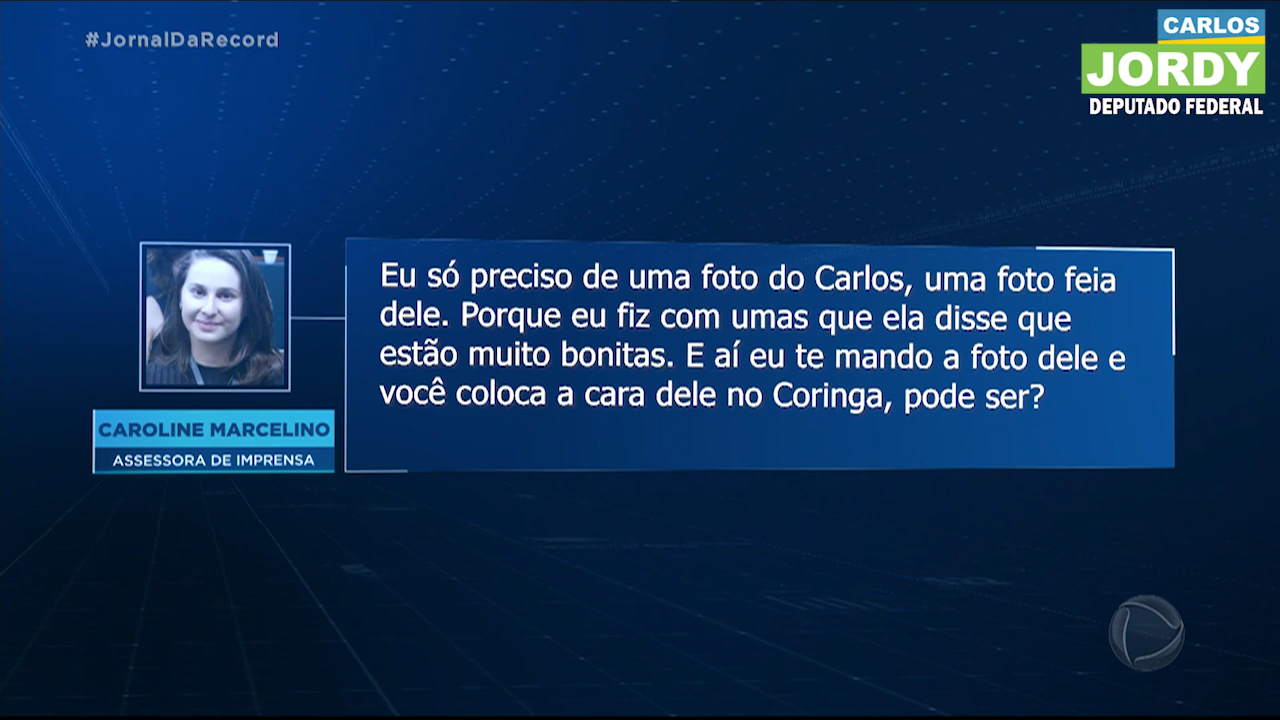 #JornalDaRecord
CARLOS
JORDY
DEPUTADO FEDERAL
Eu só preciso de uma foto do Carlos, uma foto feia
dele. Porque eu fiz com umas que ela disse que
estão muito bonitas. E aí eu te mando a foto dele e
você coloca a cara dele no Coringa, pode ser?
CAROLINE MARCELINO
ASSESSORA DE IMPRENSA